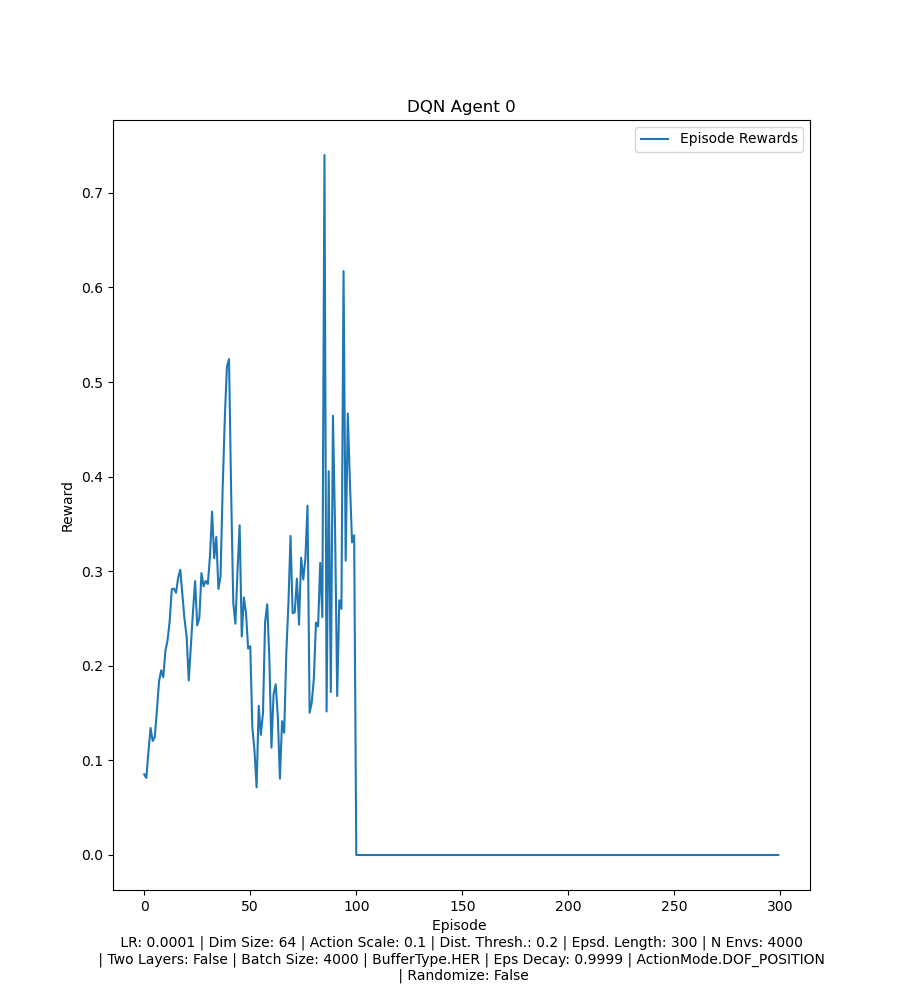 DQN Agent 0
Episode Rewards
0.7
0.6
0.5
0.4
0.3
0.2
0.1
0.0
Reward
0 50 100 150 200 250 300
Episode
LR: 0.0001 | Dim Size: 64 | Action Scale: 0.1 | Dist. Thresh.: 0.2 | Epsd. Length: 300 | N Envs: 4000
| Two Layers: False | Batch Size: 4000 | BufferType.HER | Eps Decay: 0.9999 | ActionMode.DOF_POSITION
| Randomize: False